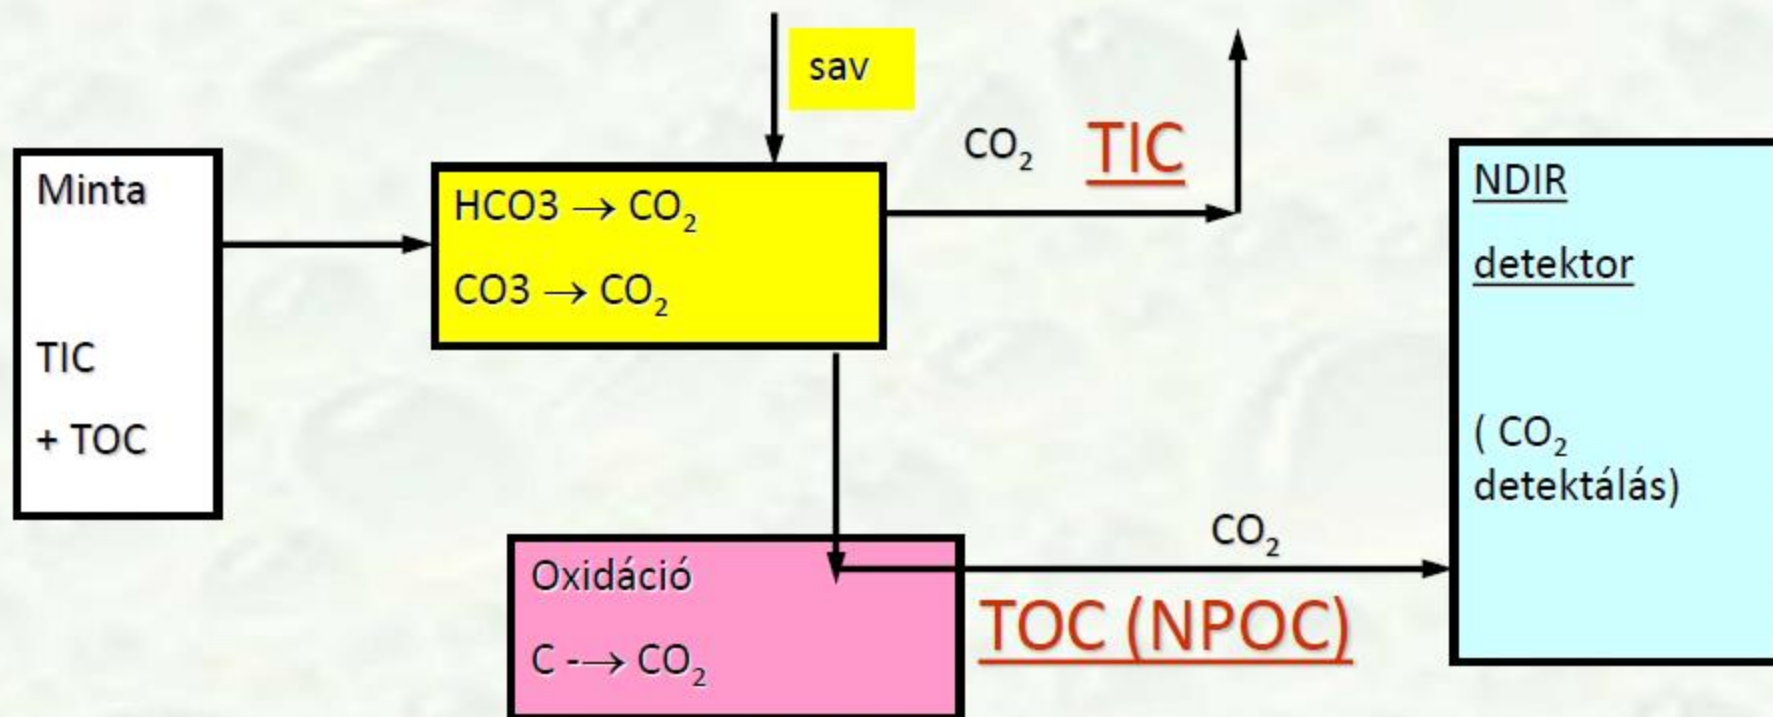 sav
Minta
TIC
+ TOC
HCO3 → CO₂
CO3 → CO₂
CO₂ TIC
NDIR
detektor
( CO₂
detektálás)
Oxidáció
C -→ CO₂
CO₂
TOC (NPOC)